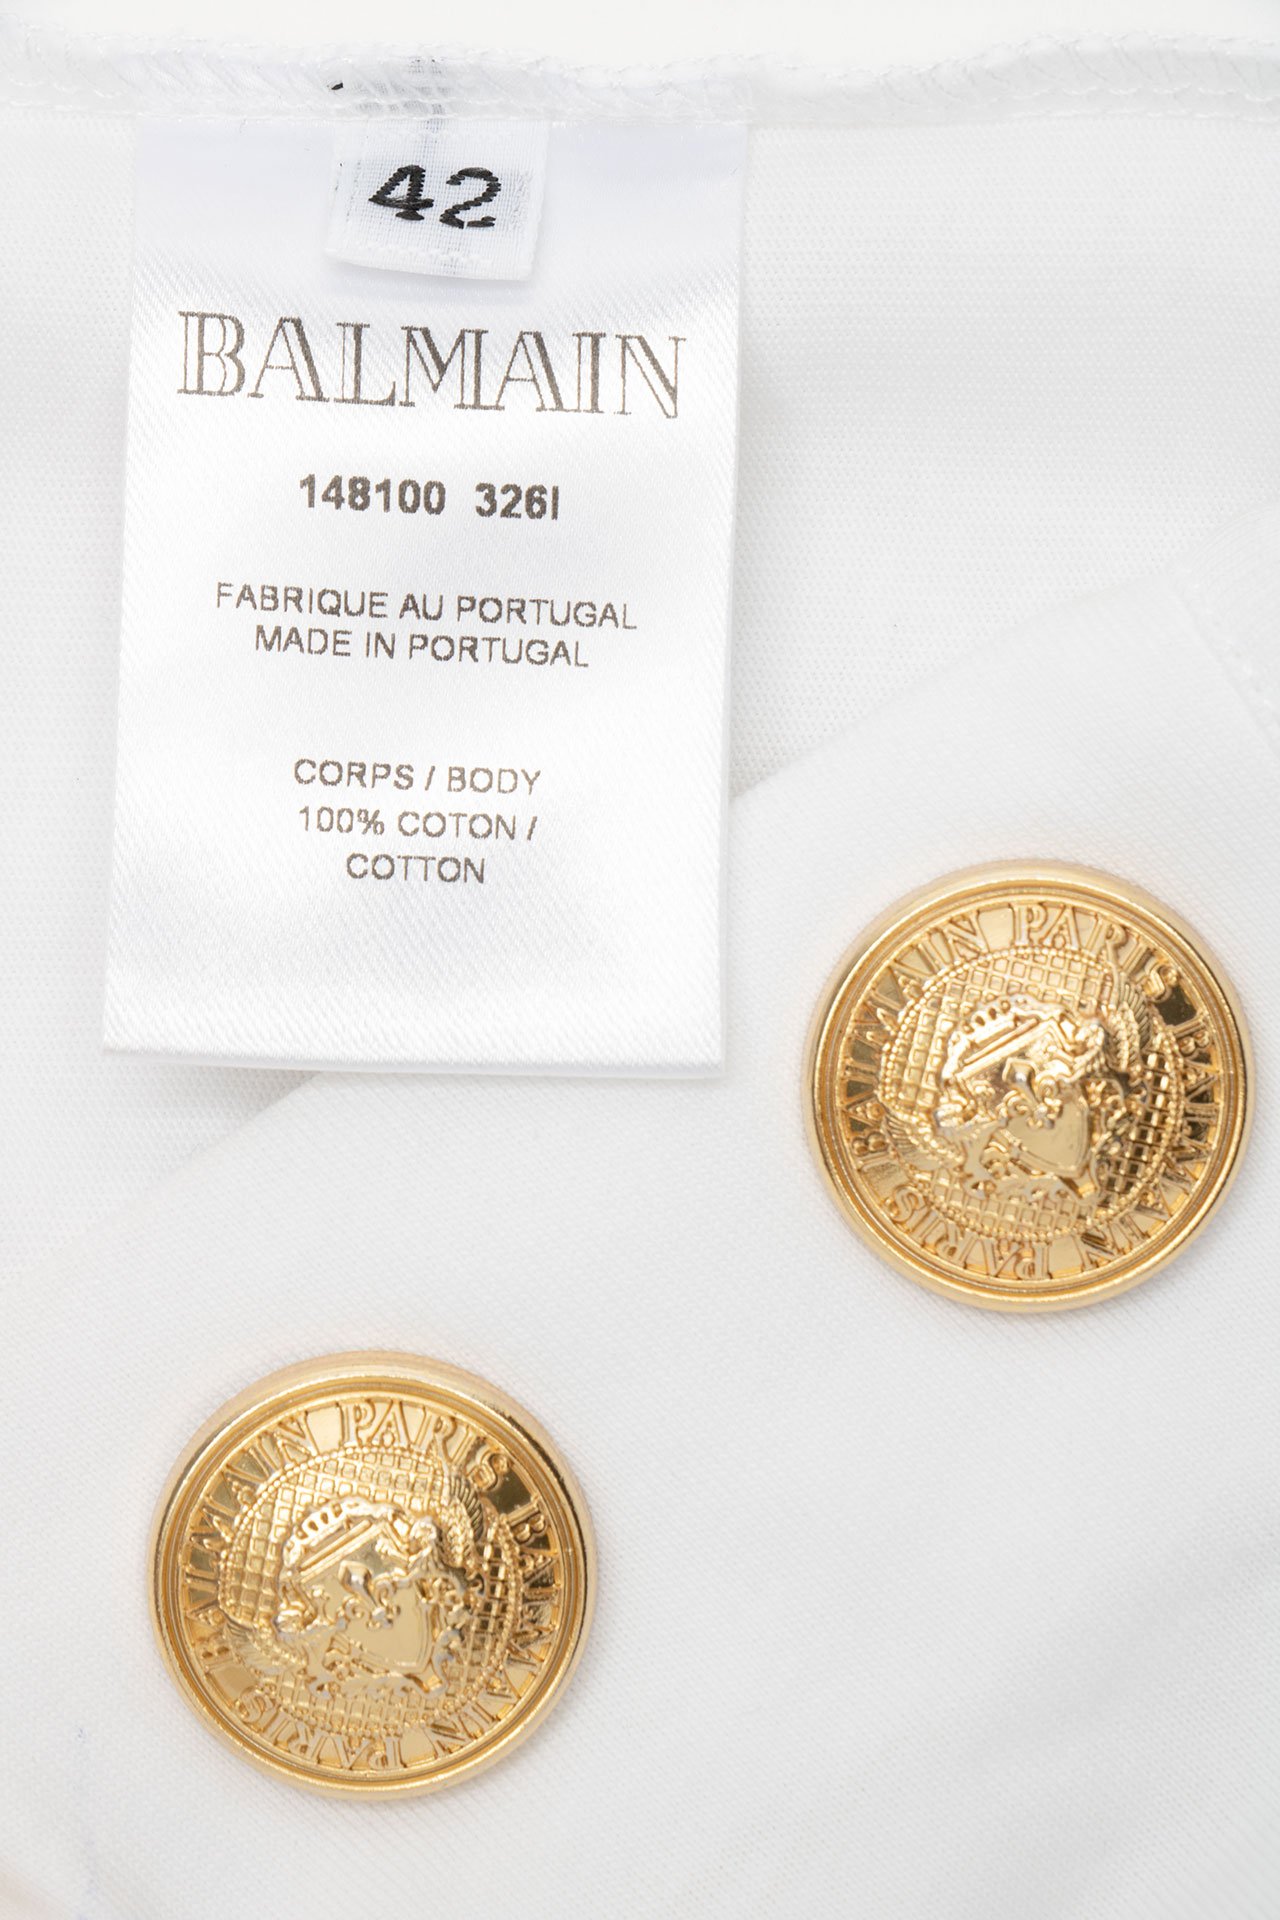 42
BALMAIN
148100 326I
FABRIQUE AU PORTUGAL
MADE IN PORTUGAL
CORPS / BODY
100% COTON /
COTTON
BALMAIN PARIS BALMAIN PARIS
BALMAIN PARIS BALMAIN PARIS